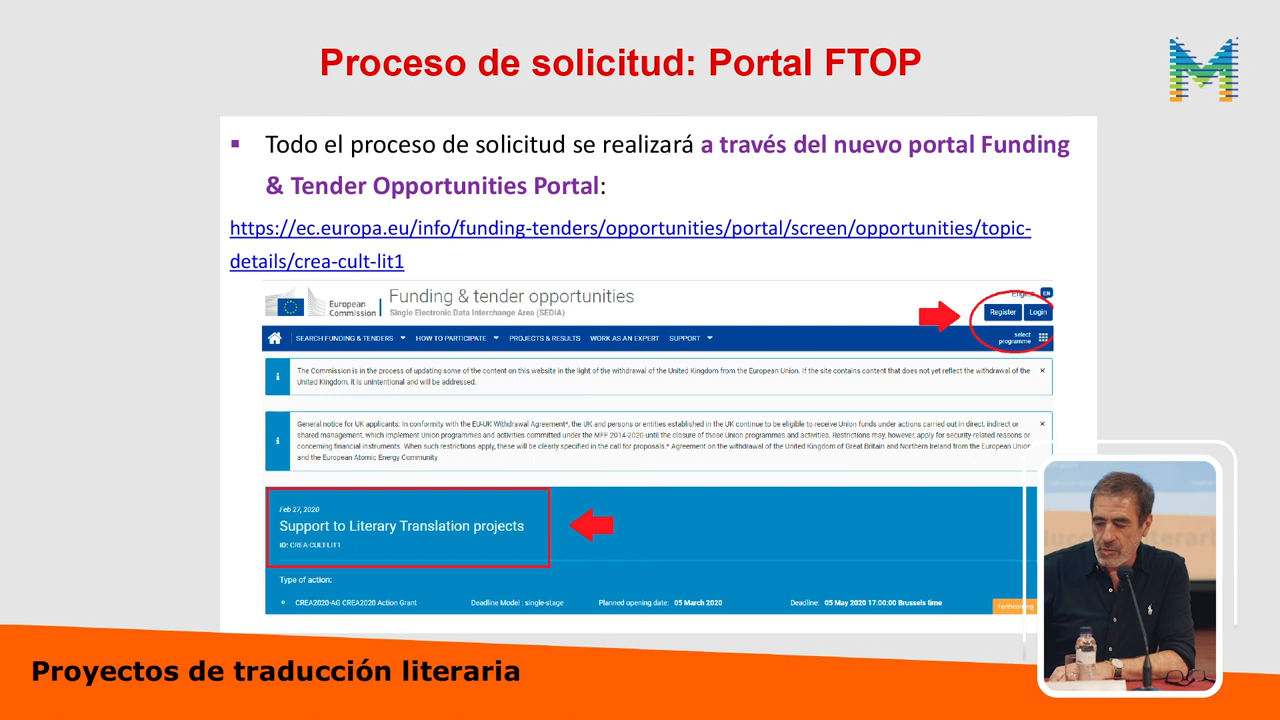 Proceso de solicitud: Portal FTOP
Todo el proceso de solicitud se realizará a través del nuevo portal Funding
& Tender Opportunities Portal:
https://ec.europa.eu/info/funding-tenders/opportunities/portal/screen/opportunities/topic-
details/crea-cult-lit1
European
Commission
Funding & tender opportunities
Single Electronic Data Interchange Area (SEDIA)
English EN
Register Login
SEARCH FUNDING & TENDERS HOW TO PARTICIPATE PROJECTS & RESULTS WORK AS AN EXPERT SUPPORT
select
programme
The Commission is in the process of updating some of the content on this website in the light of the withdrawal of the United Kingdom from the European Union. If the site contains content that does not yet reflect the withdrawal of the
United Kingdom, it is unintentional and will be addressed.
General notice for UK applicants: In conformity with the EU-UK Withdrawal Agreement*, the UK and persons or entities established in the UK continue to be eligible to receive Union funds under actions carried out in direct, indirect or
shared management, which implement Union programmes and activities committed under the MFF 2014-2020 until the closure of those Union programmes and activities. Restrictions may, however, apply for security-related reasons or
concerning financial instruments. When such restrictions apply, these will be clearly specified in the call for proposals.* Agreement on the withdrawal of the United Kingdom of Great Britain and Northern Ireland from the European Union
and the European Atomic Energy Community
Feb 27, 2020
Support to Literary Translation projects
ID: CREA-CULT-LIT1
Type of action:
CREA2020-AG CREA2020 Action Grant Deadline Model : single-stage Planned opening date: 05 March 2020 Deadline: 05 May 2020 17:00:00 Brussels time
Forthcoming
Proyectos de traducción literaria